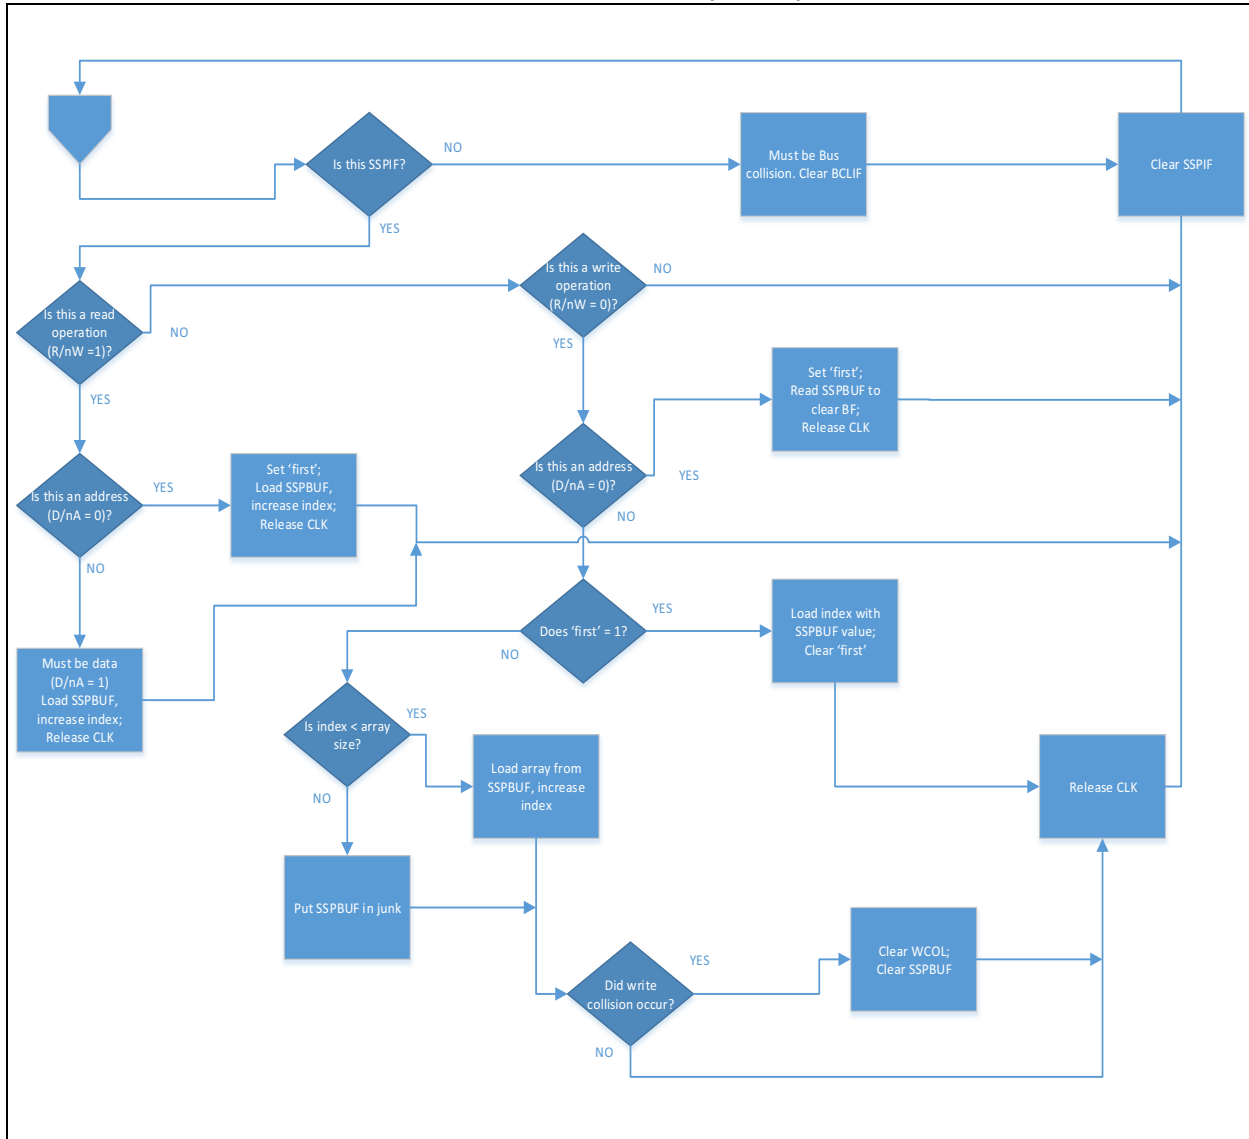 Is this SSPIF?
NO
Must be Bus
collision. Clear BCLIF
Clear SSPIF
YES
Is this a read
operation
(R/nW =1)?
NO
Is this a write
operation
(R/nW = 0)?
NO
YES
YES
Set ‘first’;
Read SSPBUF to
clear BF;
Release CLK
Is this an address
(D/nA = 0)?
YES
Set ‘first’;
Load SSPBUF,
increase index;
Release CLK
Is this an address
(D/nA = 0)?
YES
NO
NO
Must be data
(D/nA = 1)
Load SSPBUF,
increase index;
Release CLK
Does ‘first’ = 1?
YES
NO
Load index with
SSPBUF value;
Clear ‘first’
Is index < array
size?
YES
NO
Load array from
SSPBUF, increase
index
Release CLK
Put SSPBUF in junk
Did write
collision occur?
YES
NO
Clear WCOL;
Clear SSPBUF